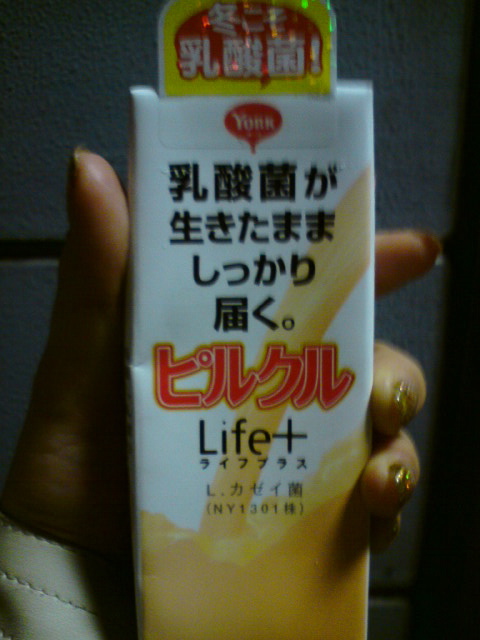 冬こそ
乳酸菌!
YORK
乳酸菌が
生きたまま
しっかり
届く。
ピルクル
Life+
ライフプラス
L.カゼイ菌
(NY1301株)